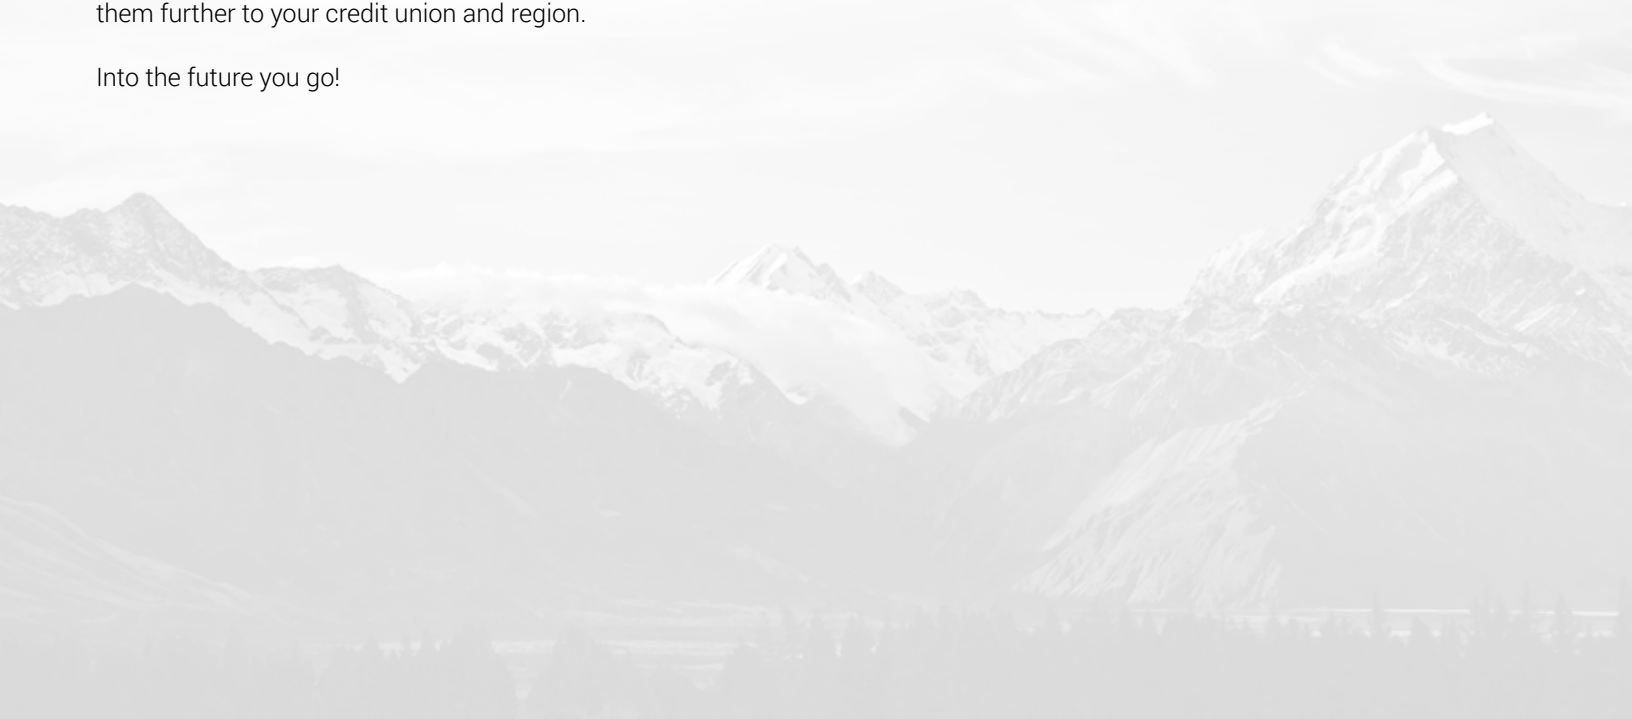 them further to your credit union and region.
Into the future you go!